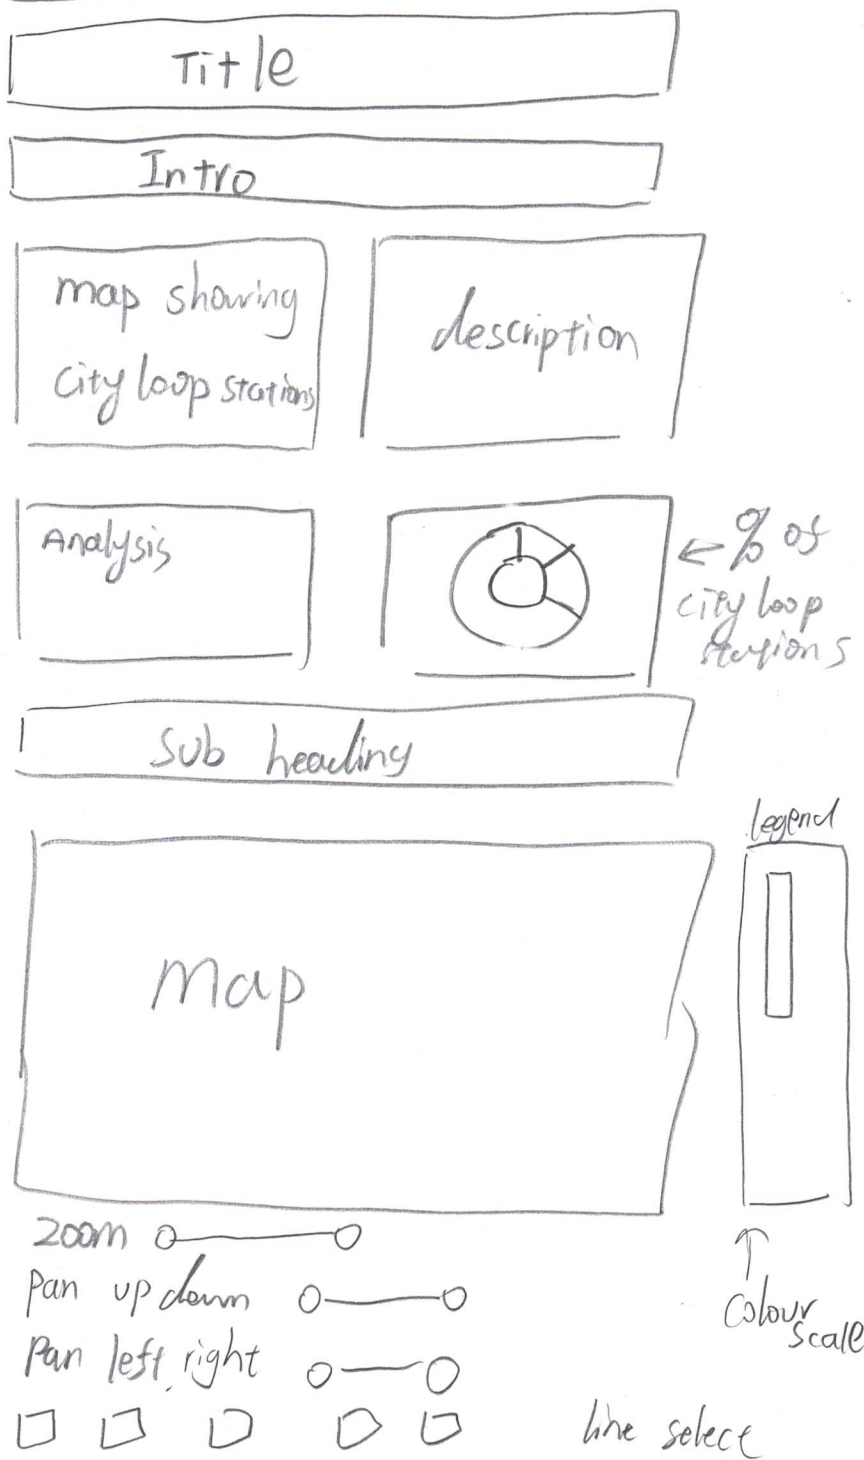 Title
Intro
map showing
city loop stations
description
Analysis
← % of
city loop
stations
Sub heading
legend
Map
zoom
Pan up down
Pan left right
↑
Colour
scale
line select